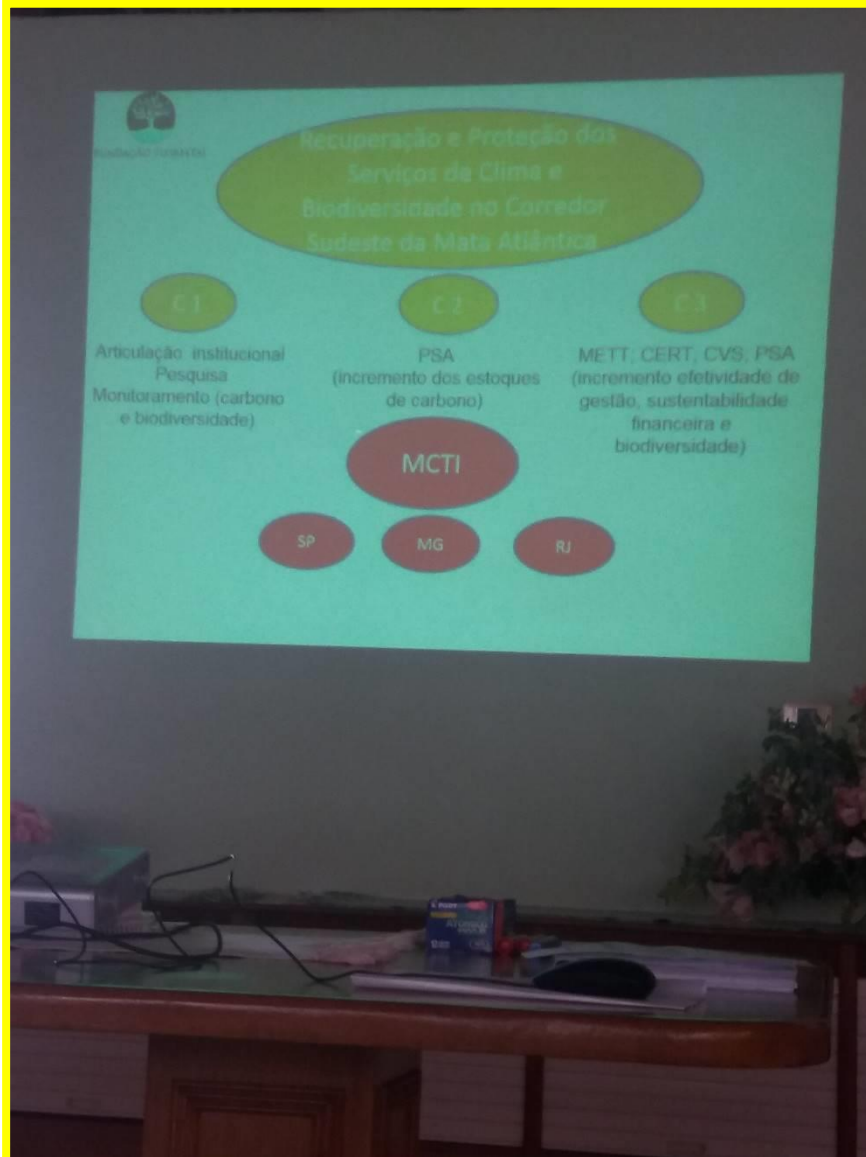 FUNDAÇÃO FLORESTAL
Recuperação e Proteção dos
Serviços de Clima e
Biodiversidade no Corredor
Sudeste da Mata Atlântica
C 1
C 2
C 3
Articulação institucional
Pesquisa
Monitoramento (carbono
e biodiversidade)
PSA
(incremento dos estoques
de carbono)
METT, CERT, CVS, PSA
(incremento efetividade de
gestão, sustentabilidade
financeira e
biodiversidade)
MCTI
SP
MG
RJ